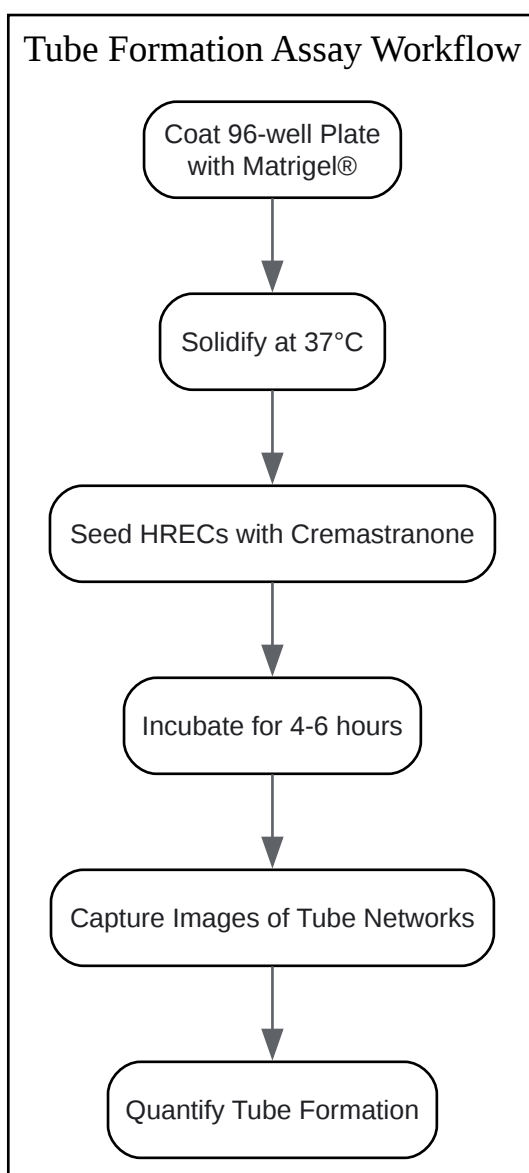 Tube Formation Assay Workflow
Coat 96-well Plate
with Matrigel®
Solidify at 37°C
Seed HRECs with Cremastranone
Incubate for 4-6 hours
Capture Images of Tube Networks
Quantify Tube Formation